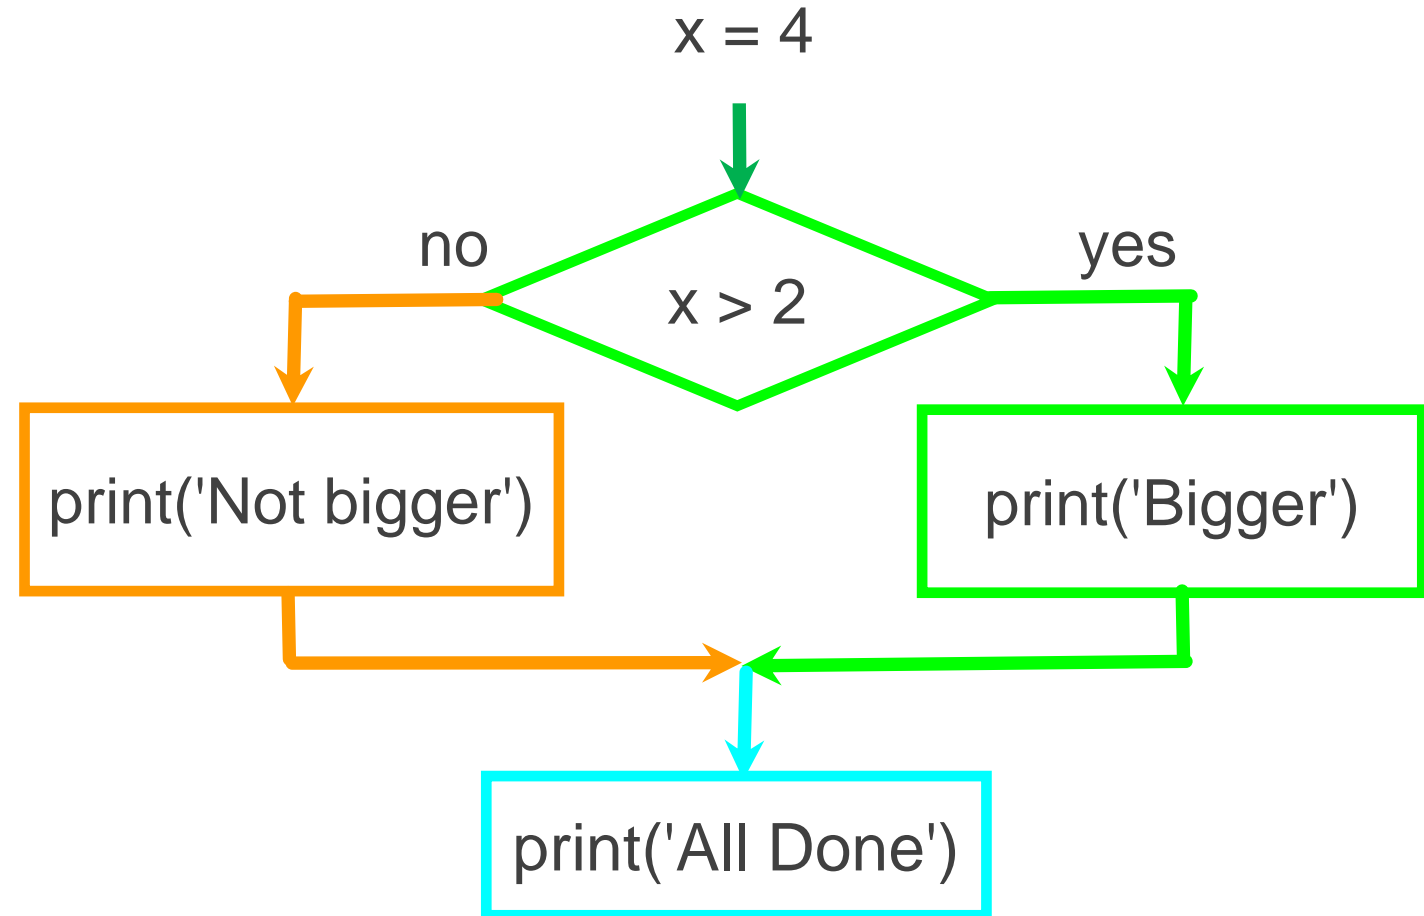 x = 4
no
yes
x > 2
print('Not bigger')
print('Bigger')
print('All Done')